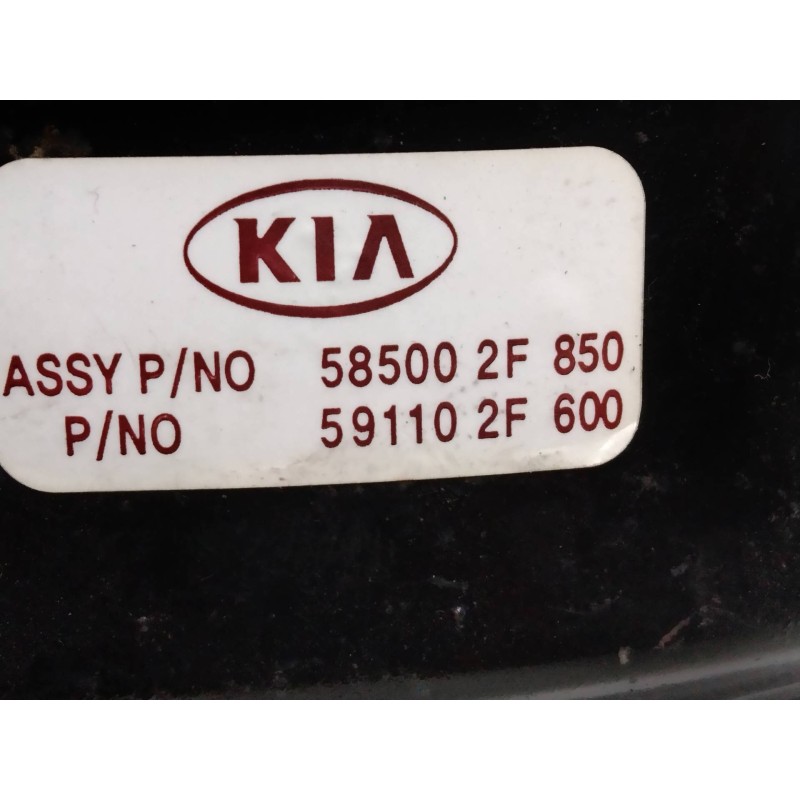 KIA
ASSY P/NO 58500 2F 850
P/NO 59110 2F 600